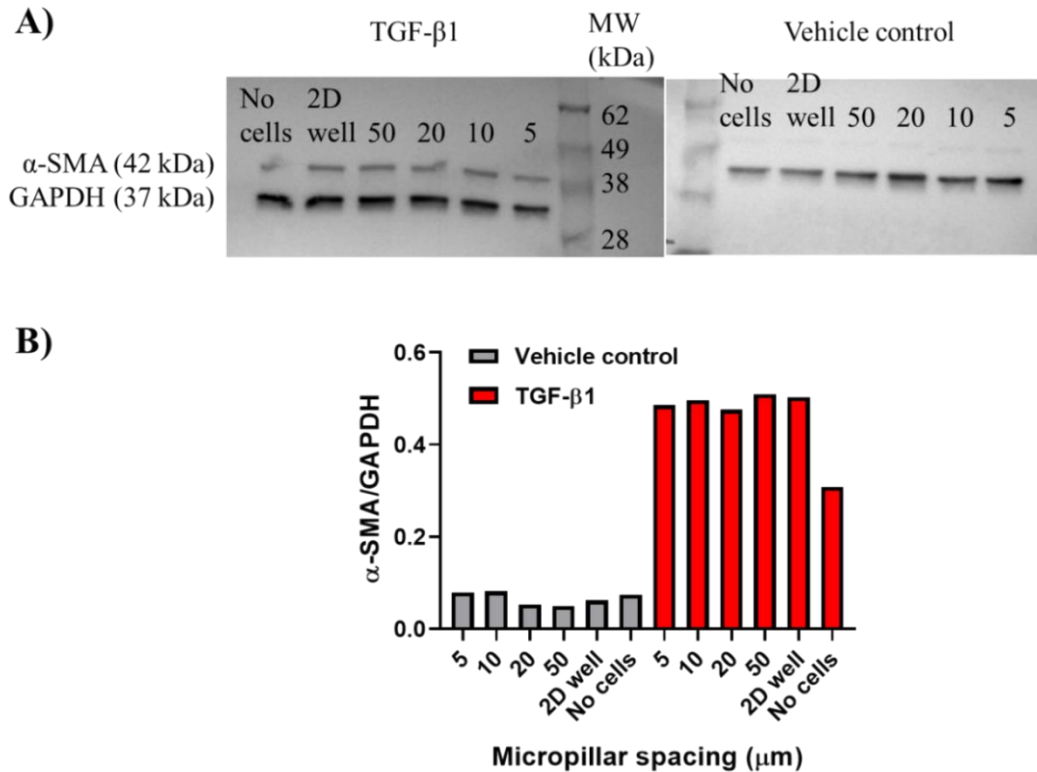 A)
TGF-β1
MW
(kDa)
Vehicle control
No 2D
cells well 50 20 10 5
No 2D
cells well 50 20 10 5
α-SMA (42 kDa)
GAPDH (37 kDa)
62
49
38
28
B)
Vehicle control
TGF-β1
α-SMA/GAPDH
0.6
0.4
0.2
0.0
5 10 20 50 2D well No cells 5 10 20 50 2D well No cells
Micropillar spacing (μm)